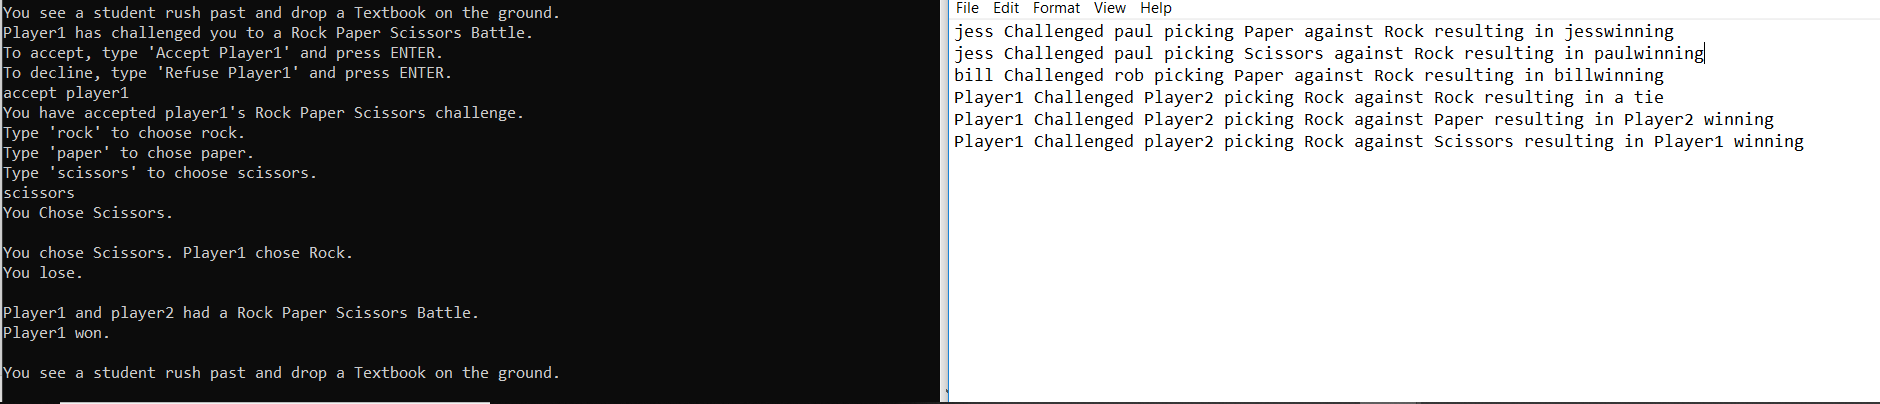 You see a student rush past and drop a Textbook on the ground.
Player1 has challenged you to a Rock Paper Scissors Battle.
To accept, type 'Accept Player1' and press ENTER.
To decline, type 'Refuse Player1' and press ENTER.
accept player1
You have accepted player1's Rock Paper Scissors challenge.
Type 'rock' to choose rock.
Type 'paper' to chose paper.
Type 'scissors' to choose scissors.
scissors
You Chose Scissors.
You chose Scissors. Player1 chose Rock.
You lose.
Player1 and player2 had a Rock Paper Scissors Battle.
Player1 won.
You see a student rush past and drop a Textbook on the ground.
File Edit Format View Help
jess Challenged paul picking Paper against Rock resulting in jesswinning
jess Challenged paul picking Scissors against Rock resulting in paulwinning
bill Challenged rob picking Paper against Rock resulting in billwinning
Player1 Challenged Player2 picking Rock against Rock resulting in a tie
Player1 Challenged Player2 picking Rock against Paper resulting in Player2 winning
Player1 Challenged player2 picking Rock against Scissors resulting in Player1 winning